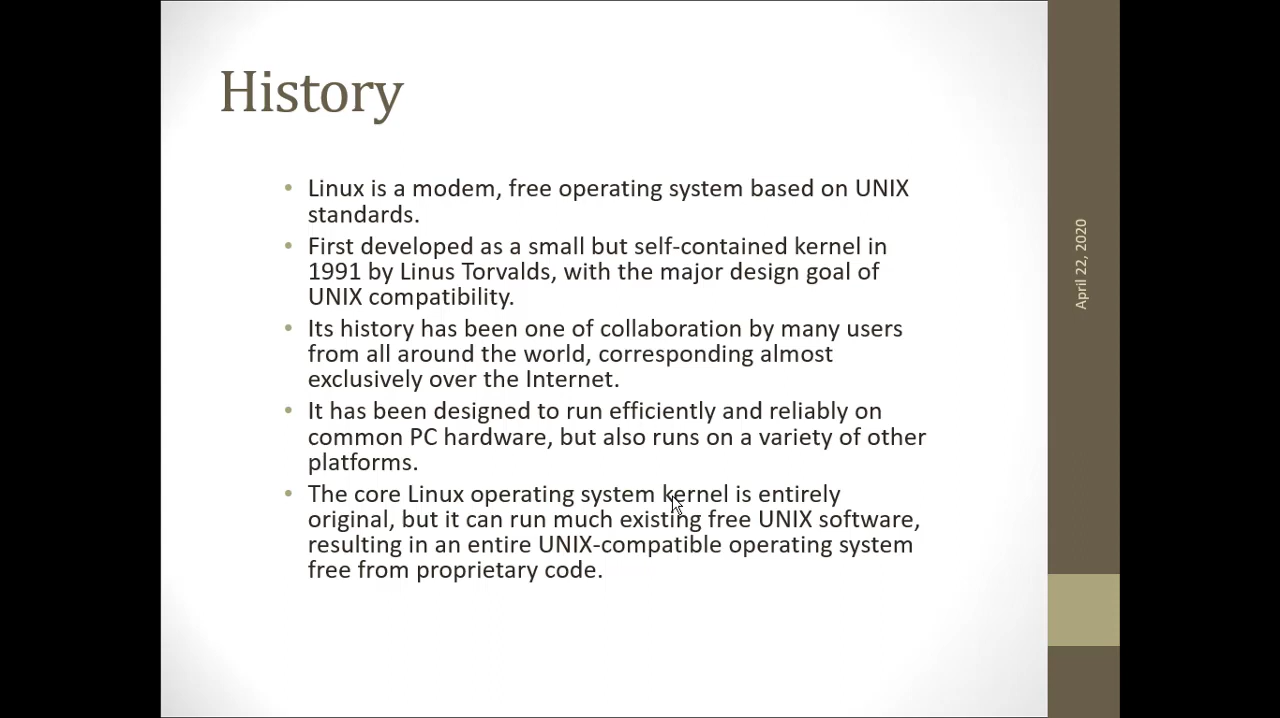 History
• Linux is a modem, free operating system based on UNIX
standards.
• First developed as a small but self-contained kernel in
1991 by Linus Torvalds, with the major design goal of
UNIX compatibility.
• Its history has been one of collaboration by many users
from all around the world, corresponding almost
exclusively over the Internet.
• It has been designed to run efficiently and reliably on
common PC hardware, but also runs on a variety of other
platforms.
• The core Linux operating system kernel is entirely
original, but it can run much existing free UNIX software,
resulting in an entire UNIX-compatible operating system
free from proprietary code.
April 22, 2020